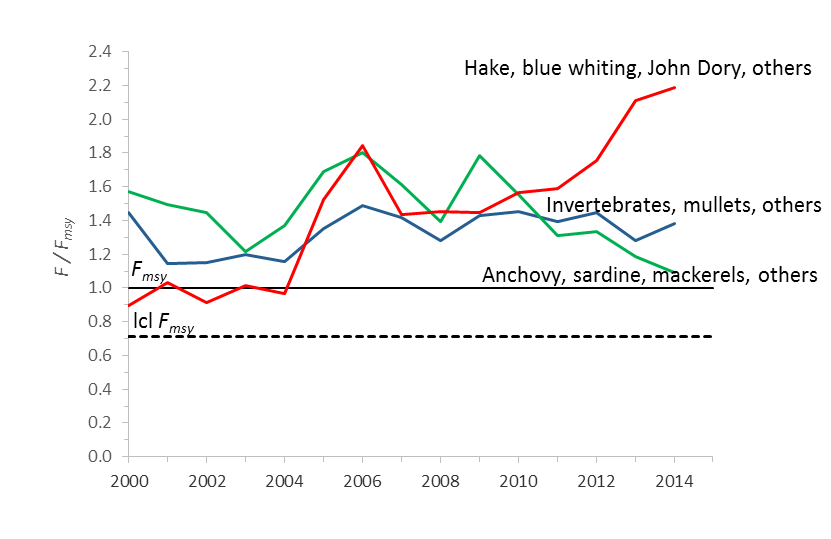 2.4
2.2
2.0
1.8
1.6
1.4
1.2
1.0
0.8
0.6
0.4
0.2
0.0
F / Fmsy
Hake, blue whiting, John Dory, others
Invertebrates, mullets, others
Anchovy, sardine, mackerels, others
Fmsy
lcl Fmsy
2000 2002 2004 2006 2008 2010 2012 2014